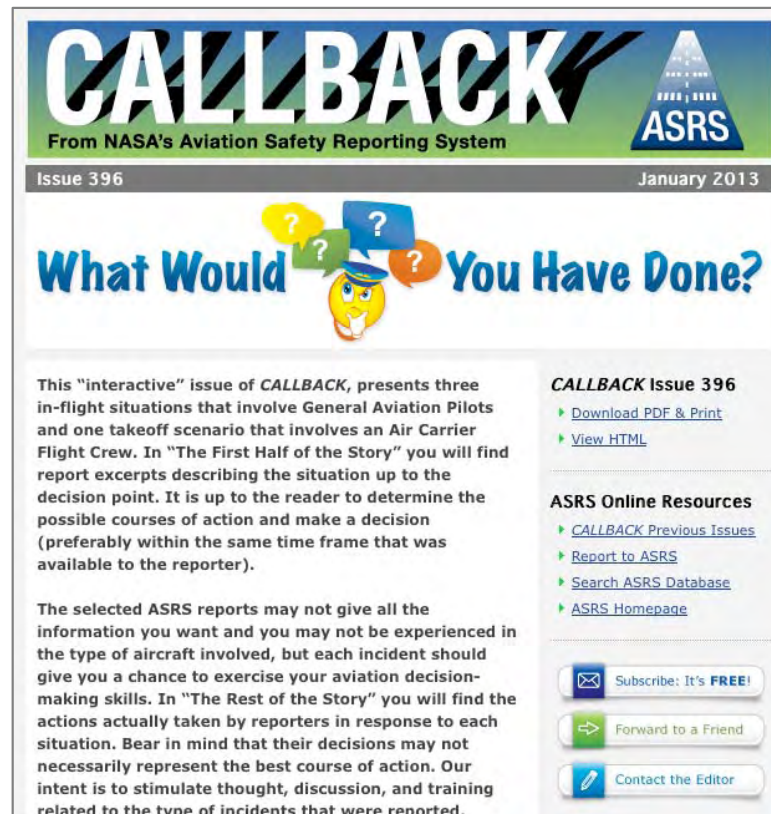 CALLBACK
From NASA's Aviation Safety Reporting System
ASRS
Issue 396
January 2013
What Would You Have Done?
? ? ? ?
This "interactive" issue of CALLBACK, presents three
in-flight situations that involve General Aviation Pilots
and one takeoff scenario that involves an Air Carrier
Flight Crew. In "The First Half of the Story" you will find
report excerpts describing the situation up to the
decision point. It is up to the reader to determine the
possible courses of action and make a decision
(preferably within the same time frame that was
available to the reporter).
The selected ASRS reports may not give all the
information you want and you may not be experienced in
the type of aircraft involved, but each incident should
give you a chance to exercise your aviation decision-
making skills. In "The Rest of the Story" you will find the
actions actually taken by reporters in response to each
situation. Bear in mind that their decisions may not
necessarily represent the best course of action. Our
intent is to stimulate thought, discussion, and training
related to the type of incidents that were reported.
CALLBACK Issue 396
Download PDF & Print
View HTML
ASRS Online Resources
CALLBACK Previous Issues
Report to ASRS
Search ASRS Database
ASRS Homepage
Subscribe: It's FREE!
Forward to a Friend
Contact the Editor